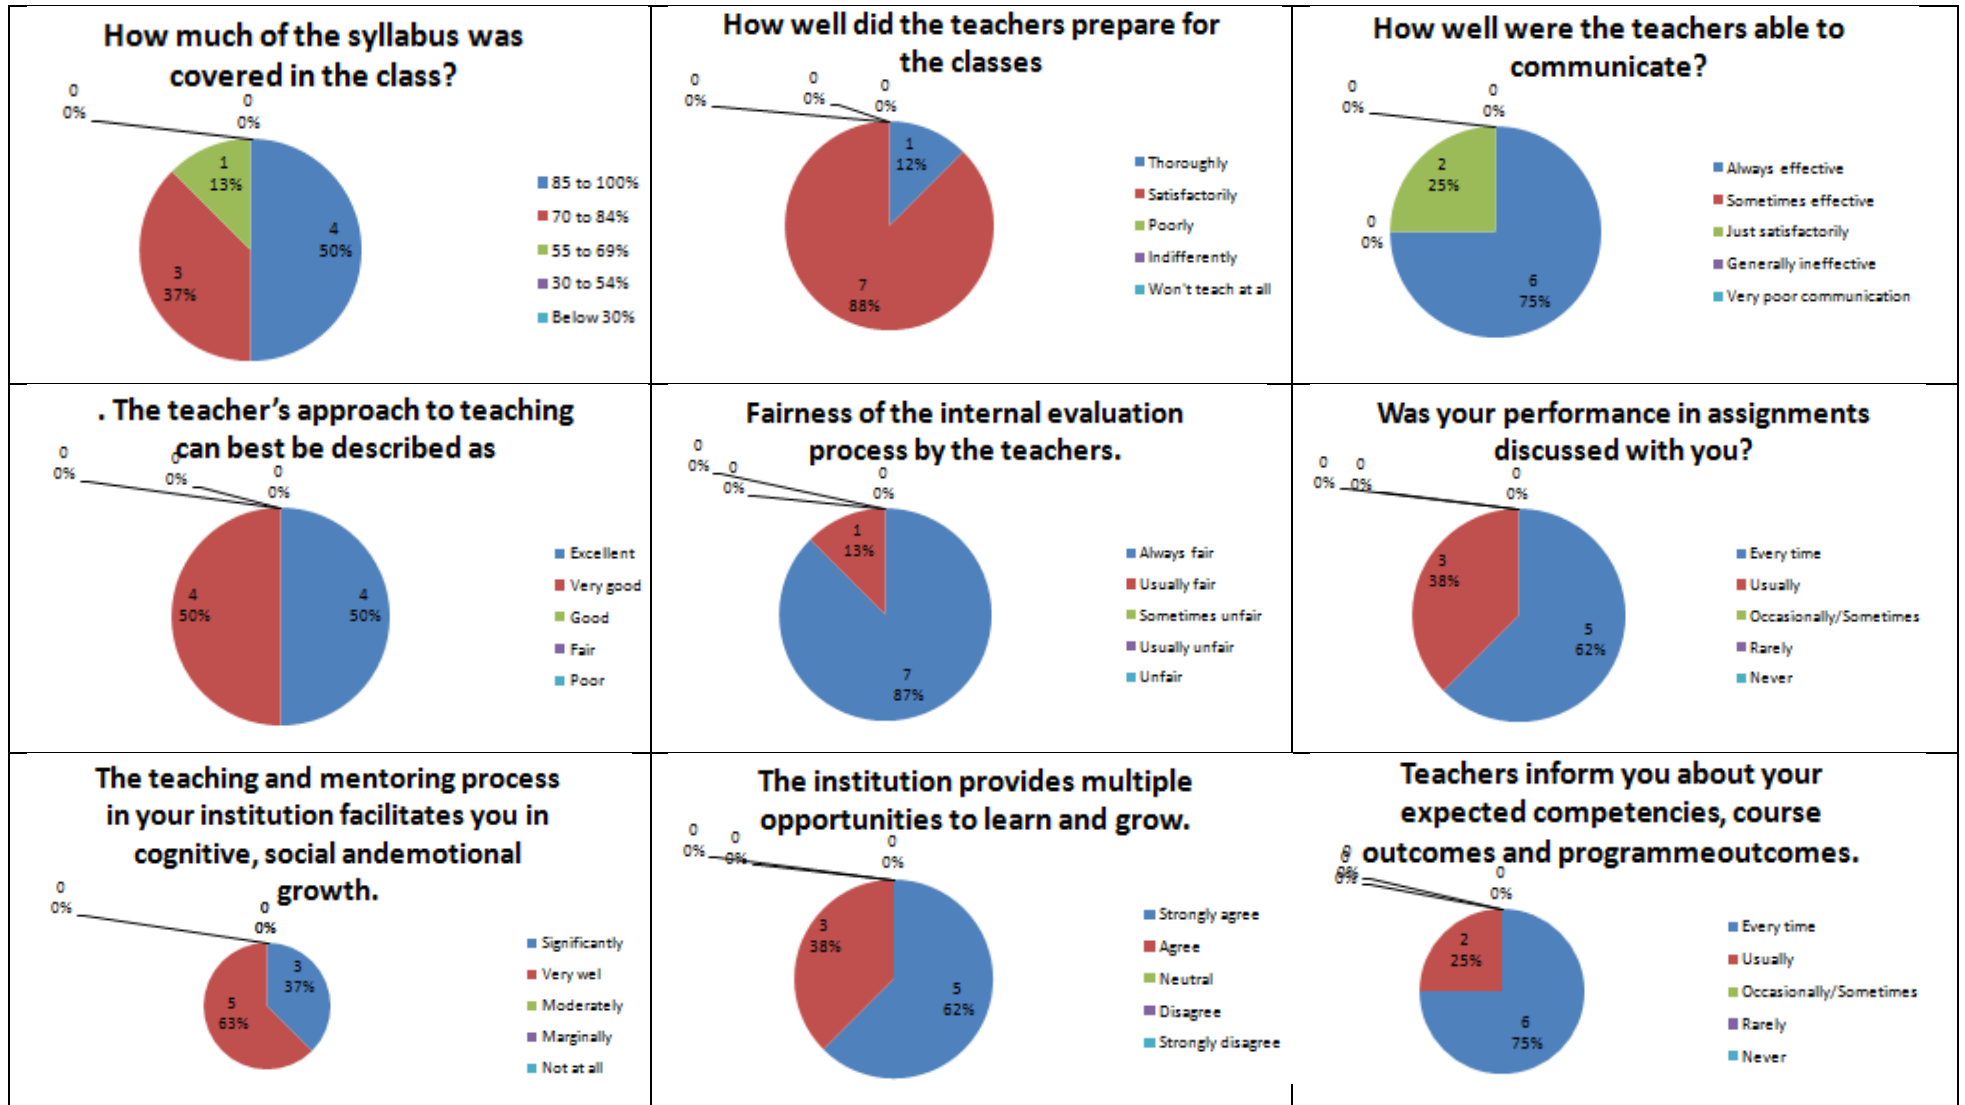 How much of the syllabus was
covered in the class?
0
0%
0
0%
1
13%
4
50%
3
37%
85 to 100%
70 to 84%
55 to 69%
30 to 54%
Below 30%
How well did the teachers prepare for
the classes
0
0%
0
0%
0
0%
1
12%
7
88%
Thoroughly
Satisfactorily
Poorly
Indifferently
Won't teach at all
How well were the teachers able to
communicate?
0
0%
0
0%
2
25%
0
0%
6
75%
Always effective
Sometimes effective
Just satisfactorily
Generally ineffective
Very poor communication
. The teacher’s approach to teaching
can best be described as
0
0%
0
0%
0
0%
4
50%
4
50%
Excellent
Very good
Good
Fair
Poor
Fairness of the internal evaluation
process by the teachers.
0
0%
0
0%
0
0%
1
13%
7
87%
Always fair
Usually fair
Sometimes unfair
Usually unfair
Unfair
Was your performance in assignments
discussed with you?
0
0%
0
0%
0
0%
3
38%
5
62%
Every time
Usually
Occasionally/Sometimes
Rarely
Never
The teaching and mentoring process
in your institution facilitates you in
cognitive, social andemotional
growth.
0
0%
0
0%
3
37%
5
63%
Significantly
Very wel
Moderately
Marginally
Not at all
The institution provides multiple
opportunities to learn and grow.
0
0%
0
0%
0
0%
3
38%
5
62%
Strongly agree
Agree
Neutral
Disagree
Strongly disagree
Teachers inform you about your
expected competencies, course
outcomes and programmeoutcomes.
0
0%
2
25%
6
75%
Every time
Usually
Occasionally/Sometimes
Rarely
Never